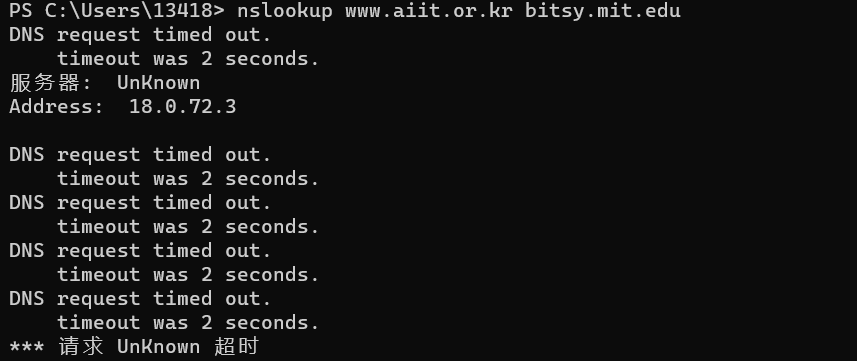 PS C:\Users\13418> nslookup www.aiit.or.kr bitsy.mit.edu
DNS request timed out.
    timeout was 2 seconds.
服务器:  UnKnown
Address:  18.0.72.3

DNS request timed out.
    timeout was 2 seconds.
DNS request timed out.
    timeout was 2 seconds.
DNS request timed out.
    timeout was 2 seconds.
DNS request timed out.
    timeout was 2 seconds.
*** 请求 UnKnown 超时